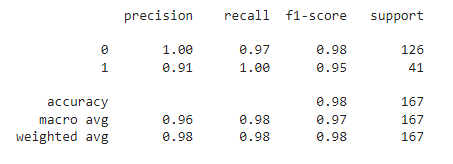 precision recall f1-score support
0 1.00 0.97 0.98 126
1 0.91 1.00 0.95 41
accuracy 0.98 167
macro avg 0.96 0.98 0.97 167
weighted avg 0.98 0.98 0.98 167